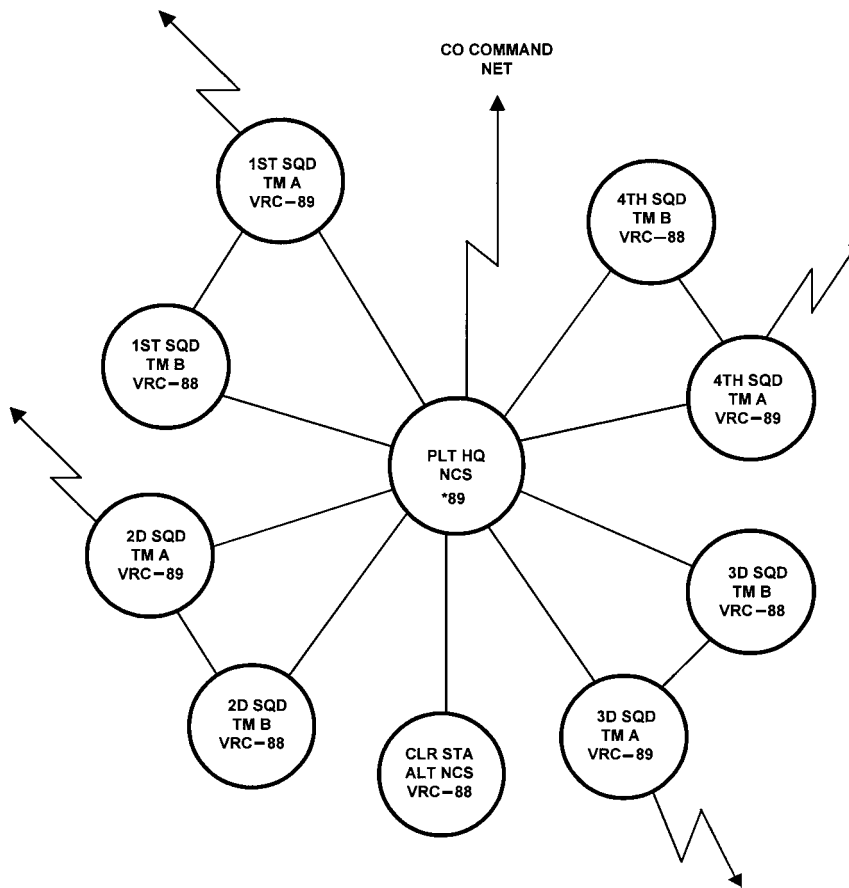 CO COMMAND
NET
1ST SQD
TM A
VRC–89
4TH SQD
TM B
VRC–88
1ST SQD
TM B
VRC–88
4TH SQD
TM A
VRC–89
PLT HQ
NCS
*89
2D SQD
TM A
VRC–89
3D SQD
TM B
VRC–88
2D SQD
TM B
VRC–88
CLR STA
ALT NCS
VRC–88
3D SQD
TM A
VRC–89